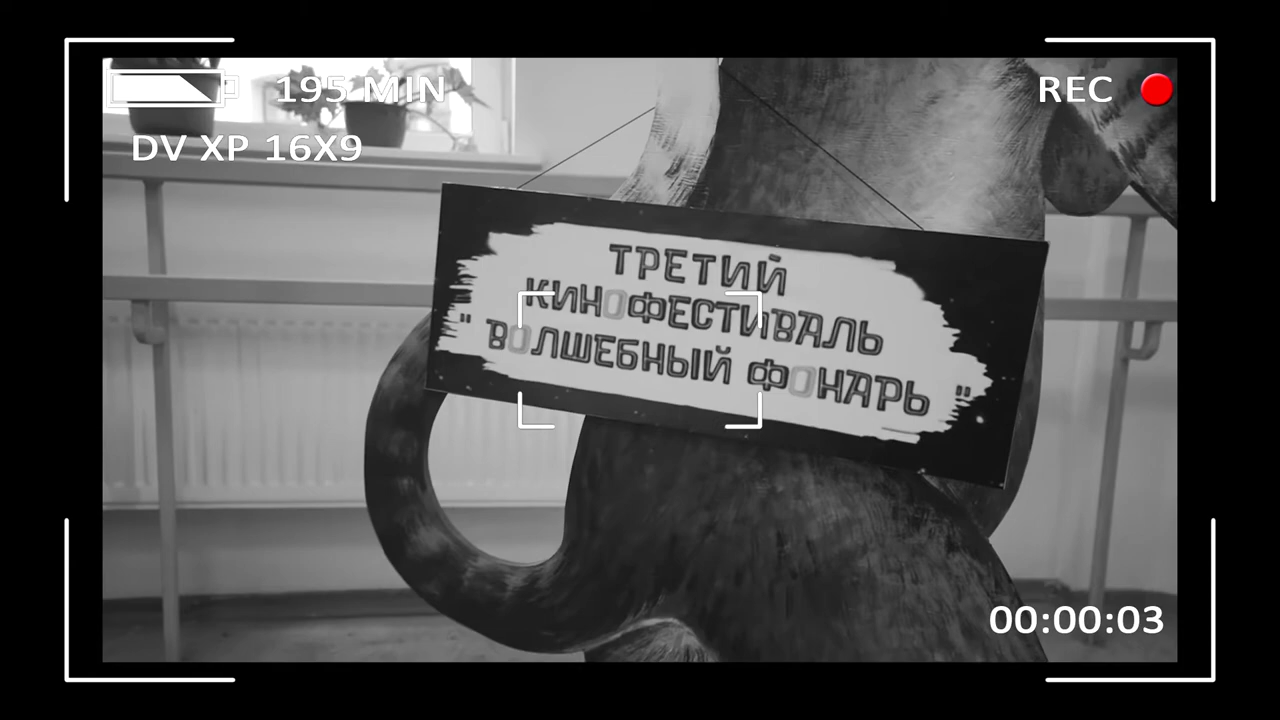 195 MIN
REC
DV XP 16X9
ТРЕТИЙ
КИНОФЕСТИВАЛЬ
"ВОЛШЕБНЫЙ ФОНАРЬ"
00:00:03